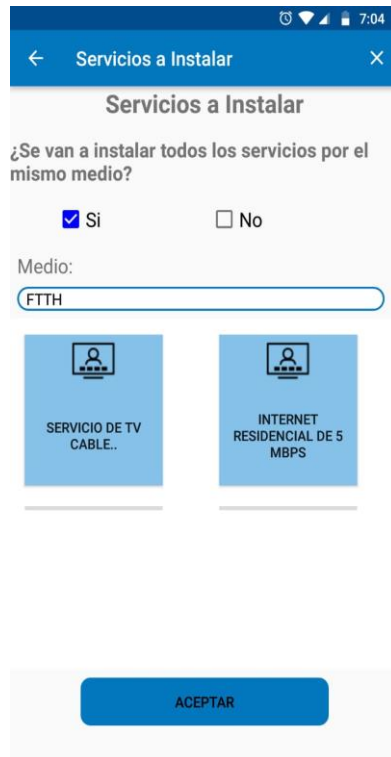 7:04
Servicios a Instalar
Servicios a Instalar
¿Se van a instalar todos los servicios por el
mismo medio?
Si
No
Medio:
FTTH
SERVICIO DE TV
CABLE..
INTERNET
RESIDENCIAL DE 5
MBPS
ACEPTAR